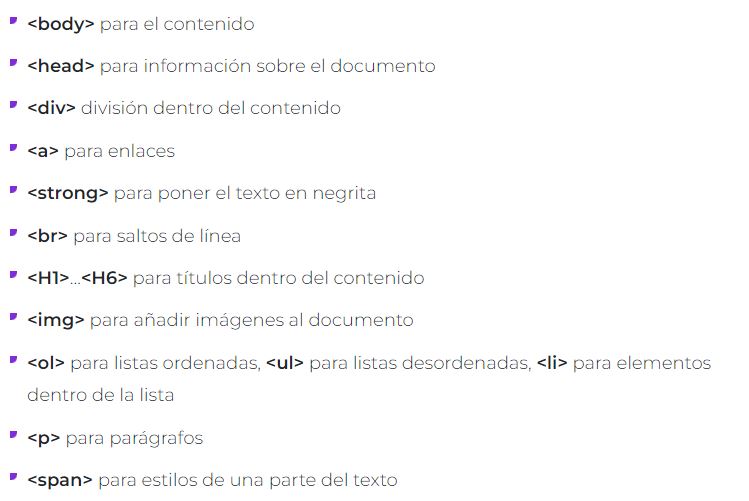 <body> para el contenido
<head> para información sobre el documento
<div> división dentro del contenido
<a> para enlaces
<strong> para poner el texto en negrita
<br> para saltos de línea
<H1>...<H6> para títulos dentro del contenido
<img> para añadir imágenes al documento
<ol> para listas ordenadas, <ul> para listas desordenadas, <li> para elementos
dentro de la lista
<p> para parágrafos
<span> para estilos de una parte del texto